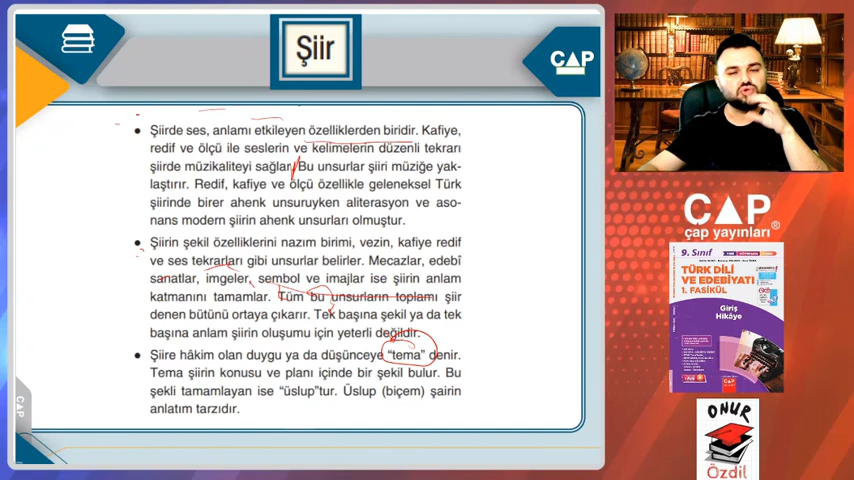 Şiir
ÇAP
Şiirde ses, anlamı etkileyen özelliklerden biridir. Kafiye,
redif ve ölçü ile seslerin ve kelimelerin düzenli tekrarı
şiirde müzikaliteyi sağlar. Bu unsurlar şiiri müziğe yak-
laştırır. Redif, kafiye ve ölçü özellikle geleneksel Türk
şiirinde birer ahenk unsuruyken aliterasyon ve aso-
nans modern şiirin ahenk unsurları olmuştur.
Şiirin şekil özelliklerini nazım birimi, vezin, kafiye redif
ve ses tekrarları gibi unsurlar belirler. Mecazlar, edebî
sanatlar, imgeler, sembol ve imajlar ise şiirin anlam
katmanını tamamlar. Tüm bu unsurların toplamı şiir
denen bütünü ortaya çıkarır. Tek başına şekil ya da tek
başına anlam şiirin oluşumu için yeterli değildir.
Şiire hâkim olan duygu ya da düşünceye “tema” denir.
Tema şiirin konusu ve planı içinde bir şekil bulur. Bu
şekli tamamlayan ise “üslup”tur. Üslup (biçem) şairin
anlatım tarzıdır.
ÇAP
ÇAP®
çap yayınları
9. Sınıf
TÜRK DİLİ
VE EDEBİYATI
1. FASİKÜL
Giriş
Hikâye
ONUR
Özdil